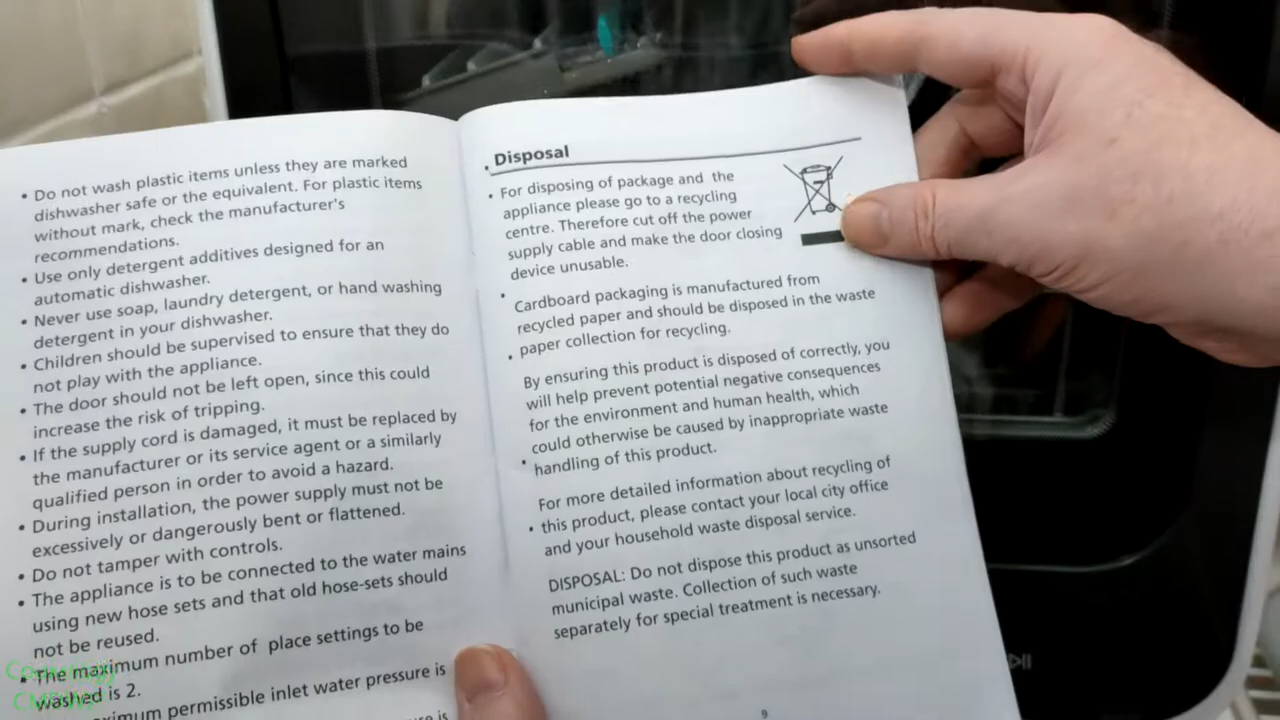 • Do not wash plastic items unless they are marked
dishwasher safe or the equivalent. For plastic items
without mark, check the manufacturer's
recommendations.
• Use only detergent additives designed for an
automatic dishwasher.
• Never use soap, laundry detergent, or hand washing
detergent in your dishwasher.
• Children should be supervised to ensure that they do
not play with the appliance.
• The door should not be left open, since this could
increase the risk of tripping.
• If the supply cord is damaged, it must be replaced by
the manufacturer or its service agent or a similarly
qualified person in order to avoid a hazard.
• During installation, the power supply must not be
excessively or dangerously bent or flattened.
• Do not tamper with controls.
• The appliance is to be connected to the water mains
using new hose sets and that old hose-sets should
not be reused.
• The maximum number of place settings to be
washed is 2.
permissible inlet water pressure is
is
Disposal
• For disposing of package and the
appliance please go to a recycling
centre. Therefore cut off the power
supply cable and make the door closing
device unusable.
• Cardboard packaging is manufactured from
recycled paper and should be disposed in the waste
• paper collection for recycling.
By ensuring this product is disposed of correctly, you
will help prevent potential negative consequences
for the environment and human health, which
could otherwise be caused by inappropriate waste
• handling of this product.
For more detailed information about recycling of
• this product, please contact your local city office
and your household waste disposal service.
DISPOSAL: Do not dispose this product as unsorted
municipal waste. Collection of such waste
separately for special treatment is necessary.
9